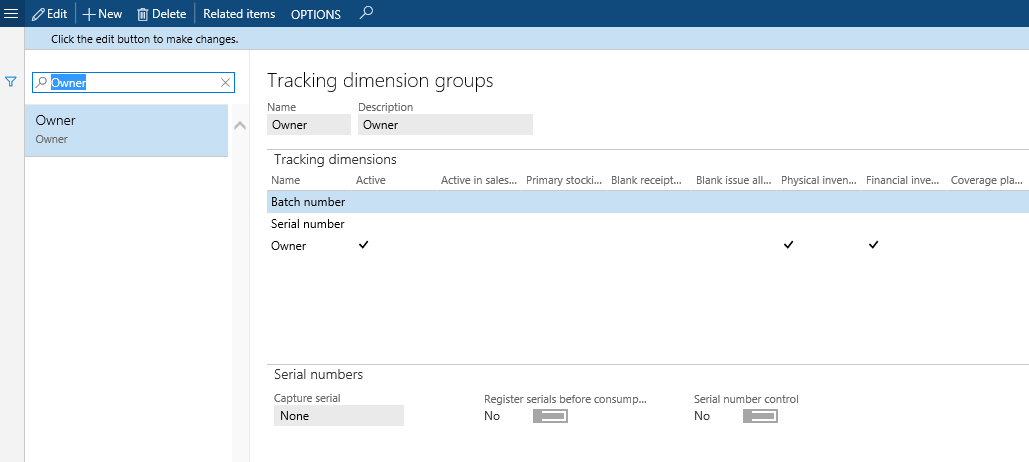 Edit New Delete Related items OPTIONS
Click the edit button to make changes.
Owner
Owner
Owner
Tracking dimension groups
Name Description
Owner Owner
Tracking dimensions
Name Active Active in sales... Primary stocki... Blank receipt... Blank issue all... Physical inven... Financial inve... Coverage pla...
Batch number
Serial number
Owner
Serial numbers
Capture serial Register serials before consump... Serial number control
None No No